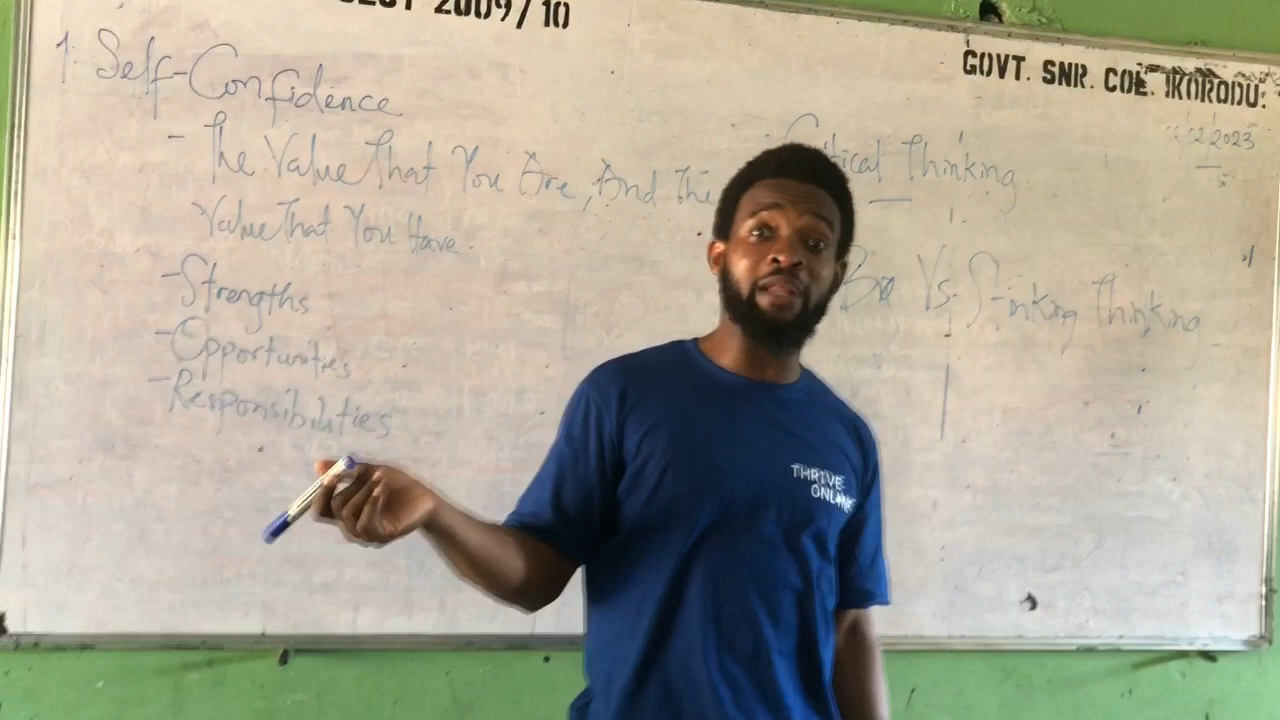 2009/10
GOVT. SNR. COL. IKORODU.
1. Self-Confidence
- The Value That You Are, And The
Value That You Have.
- Strengths
- Opportunities
- Responsibilities
2023
Thinking
Vs. Stinking Thinking
THRIVE
ONLINE